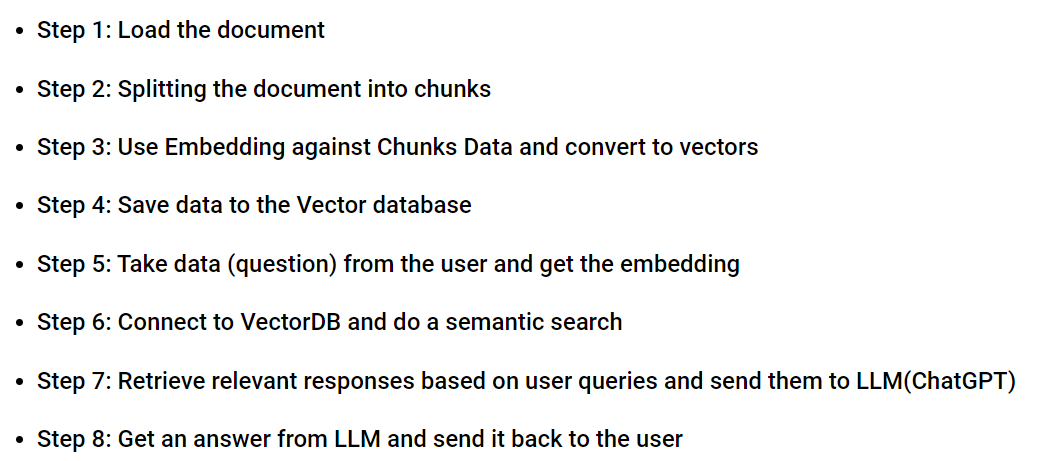 • Step 1: Load the document
• Step 2: Splitting the document into chunks
• Step 3: Use Embedding against Chunks Data and convert to vectors
• Step 4: Save data to the Vector database
• Step 5: Take data (question) from the user and get the embedding
• Step 6: Connect to VectorDB and do a semantic search
• Step 7: Retrieve relevant responses based on user queries and send them to LLM(ChatGPT)
• Step 8: Get an answer from LLM and send it back to the user